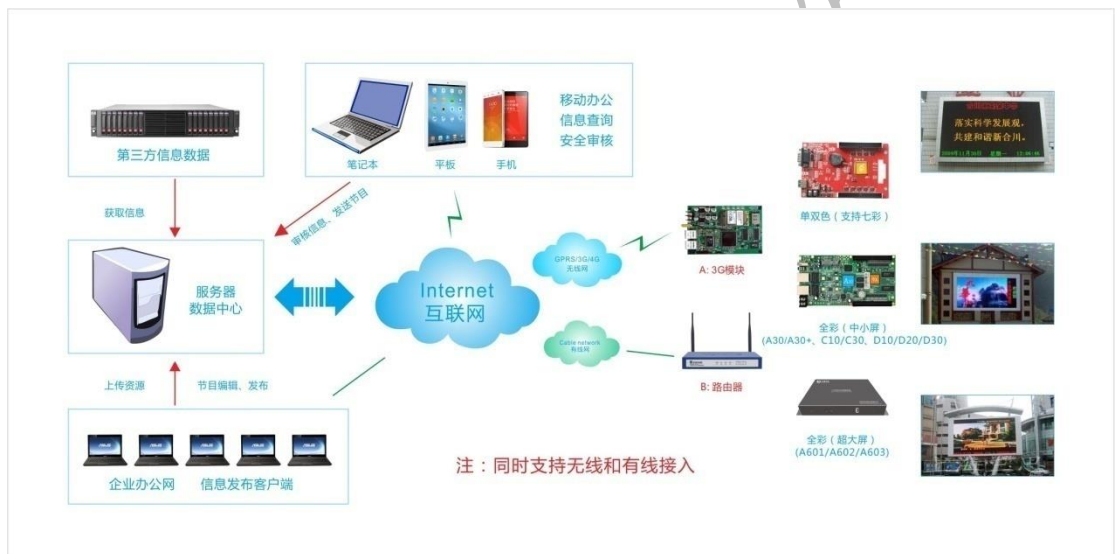 第三方信息数据
笔记本
平板
手机
移动办公
信息查询
安全审核
获取信息
审核信息、发送节目
服务器
数据中心
Internet
互联网
GPRS/3G/4G
无线网
Cable network
有线网
A: 3G模块
B: 路由器
单双色（支持七彩）
全彩（中小屏）
(A30/A30+、C10/C30、D10/D20/D30)
全彩（超大屏）
(A601/A602/A603)
落实科学发展观，
共建和谐新合川。
上传资源
节目编辑、发布
企业办公网
信息发布客户端
注：同时支持无线和有线接入